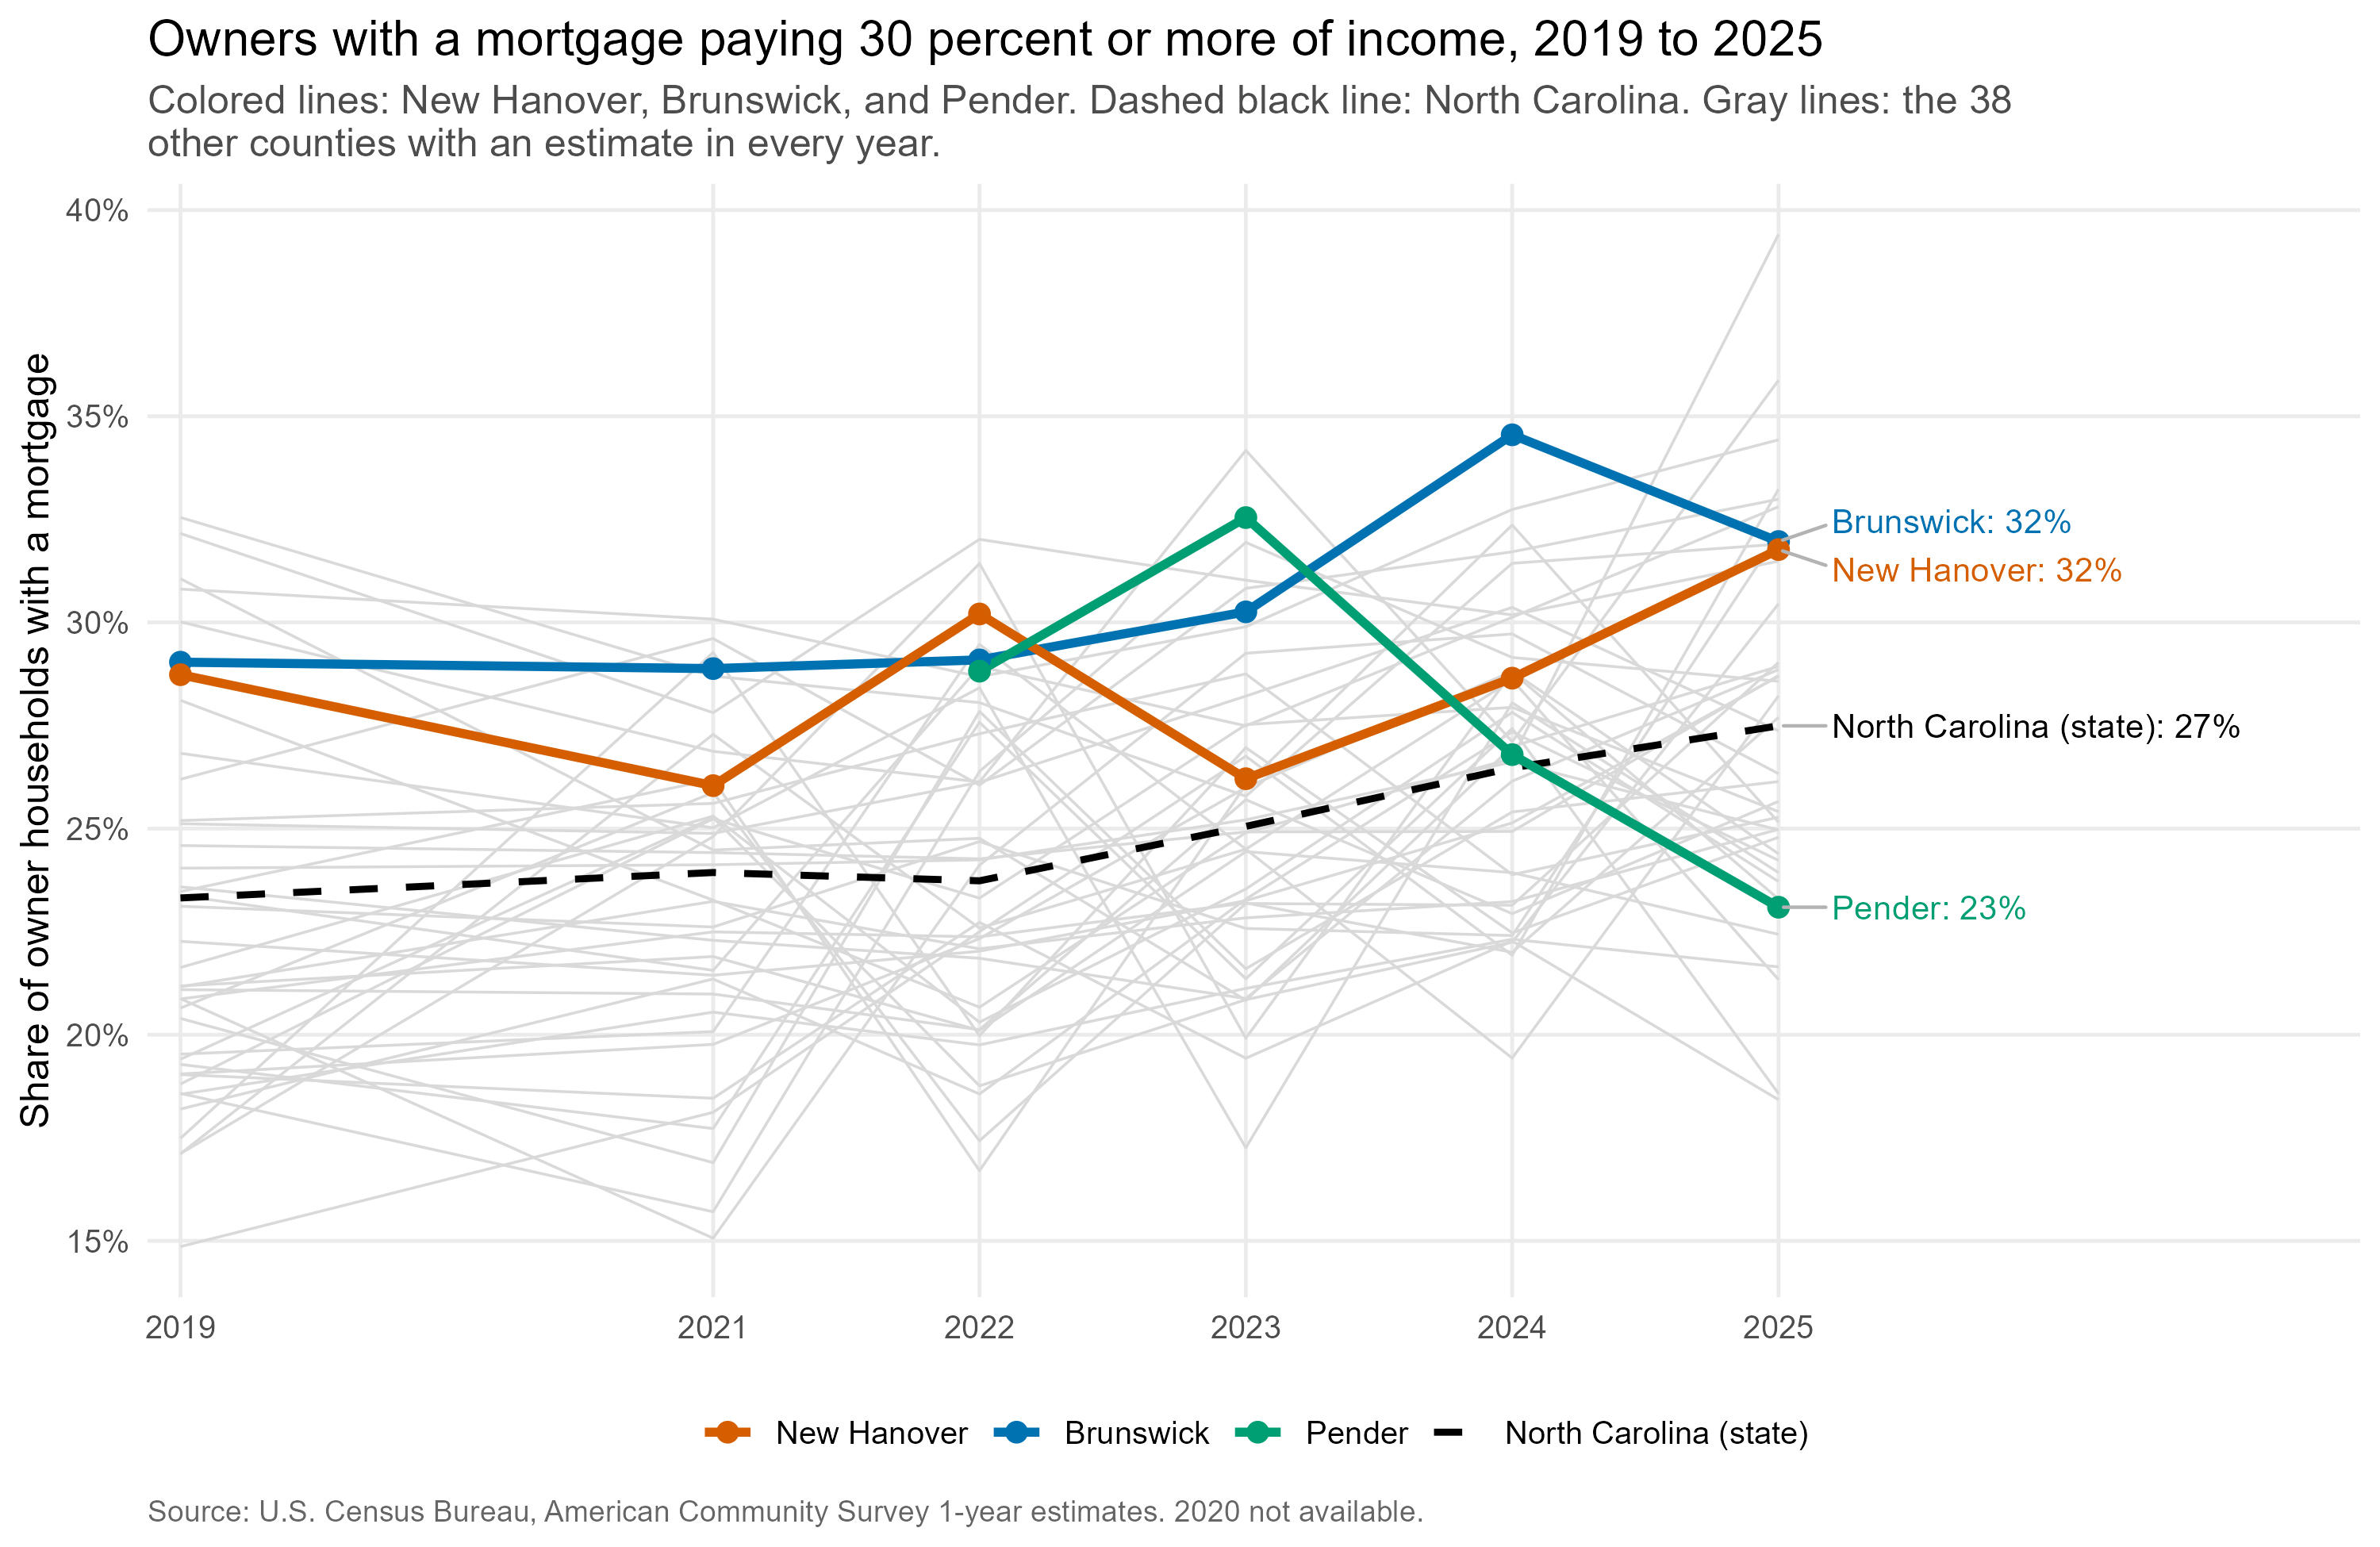 Owners with a mortgage paying 30 percent or more of income, 2019 to 2025
Colored lines: New Hanover, Brunswick, and Pender. Dashed black line: North Carolina. Gray lines: the 38
other counties with an estimate in every year.
Share of owner households with a mortgage
40%
35%
30%
25%
20%
15%
Brunswick: 32%
New Hanover: 32%
North Carolina (state): 27%
Pender: 23%
2019 2021 2022 2023 2024 2025
New Hanover Brunswick Pender North Carolina (state)
Source: U.S. Census Bureau, American Community Survey 1-year estimates. 2020 not available.